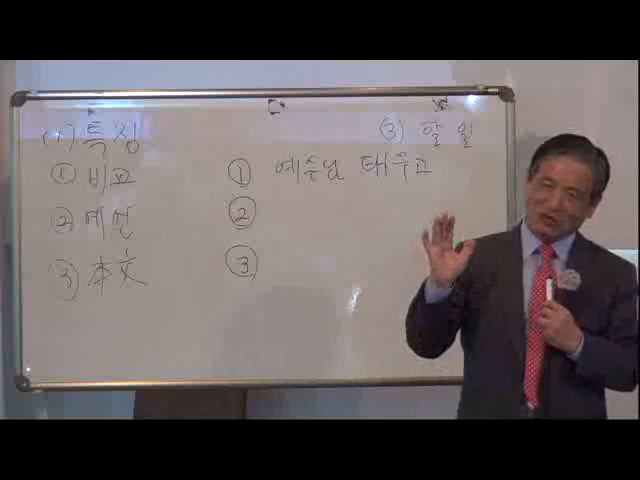 (1) 특징 (3) 할 일
① 비교 ① 예수님 태우고
② 예언 ②
③ 本文 ③